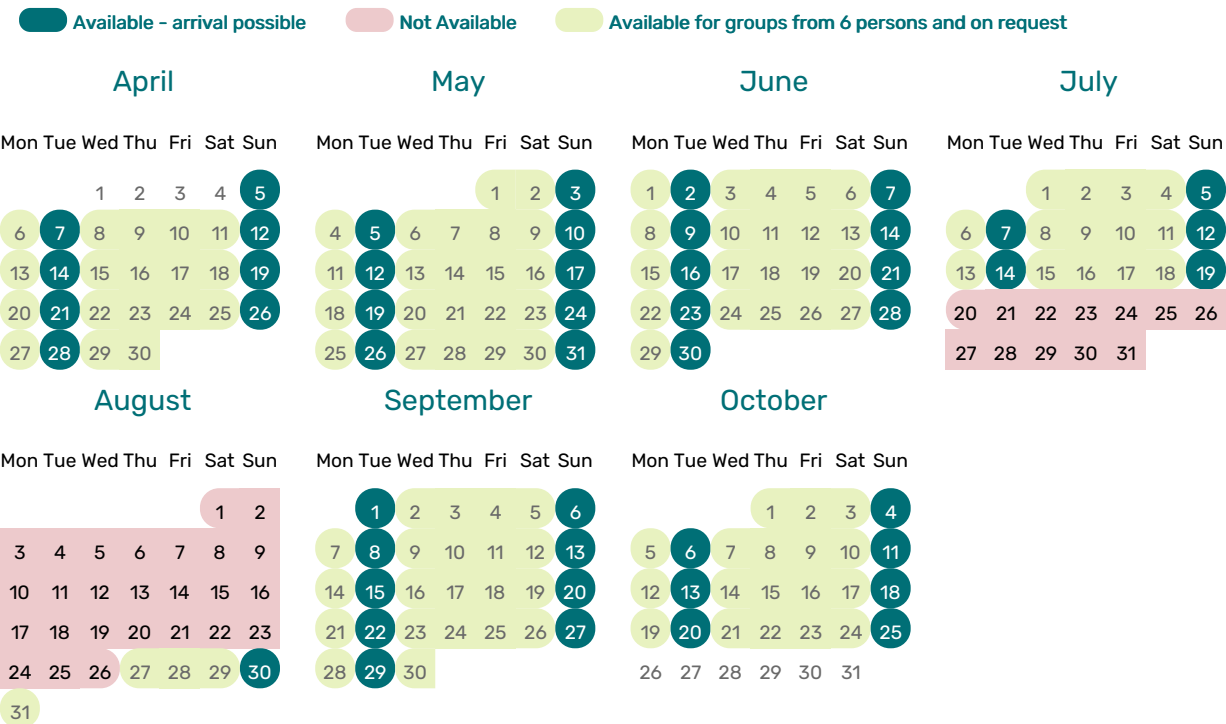 Available - arrival possible Not Available Available for groups from 6 persons and on request
April May June July
Mon Tue Wed Thu Fri Sat Sun Mon Tue Wed Thu Fri Sat Sun Mon Tue Wed Thu Fri Sat Sun Mon Tue Wed Thu Fri Sat Sun
1 2 3 4 5 1 2 3 1 2 3 4 5 6 7 1 2 3 4 5
6 7 8 9 10 11 12 4 5 6 7 8 9 10 8 9 10 11 12 13 14 6 7 8 9 10 11 12
13 14 15 16 17 18 19 11 12 13 14 15 16 17 15 16 17 18 19 20 21 13 14 15 16 17 18 19
20 21 22 23 24 25 26 18 19 20 21 22 23 24 22 23 24 25 26 27 28 20 21 22 23 24 25 26
27 28 29 30 25 26 27 28 29 30 31 29 30 27 28 29 30 31
August September October
Mon Tue Wed Thu Fri Sat Sun Mon Tue Wed Thu Fri Sat Sun Mon Tue Wed Thu Fri Sat Sun
1 2 1 2 3 4 5 6 1 2 3 4
3 4 5 6 7 8 9 7 8 9 10 11 12 13 5 6 7 8 9 10 11
10 11 12 13 14 15 16 14 15 16 17 18 19 20 12 13 14 15 16 17 18
17 18 19 20 21 22 23 21 22 23 24 25 26 27 19 20 21 22 23 24 25
24 25 26 27 28 29 30 28 29 30 26 27 28 29 30 31
31